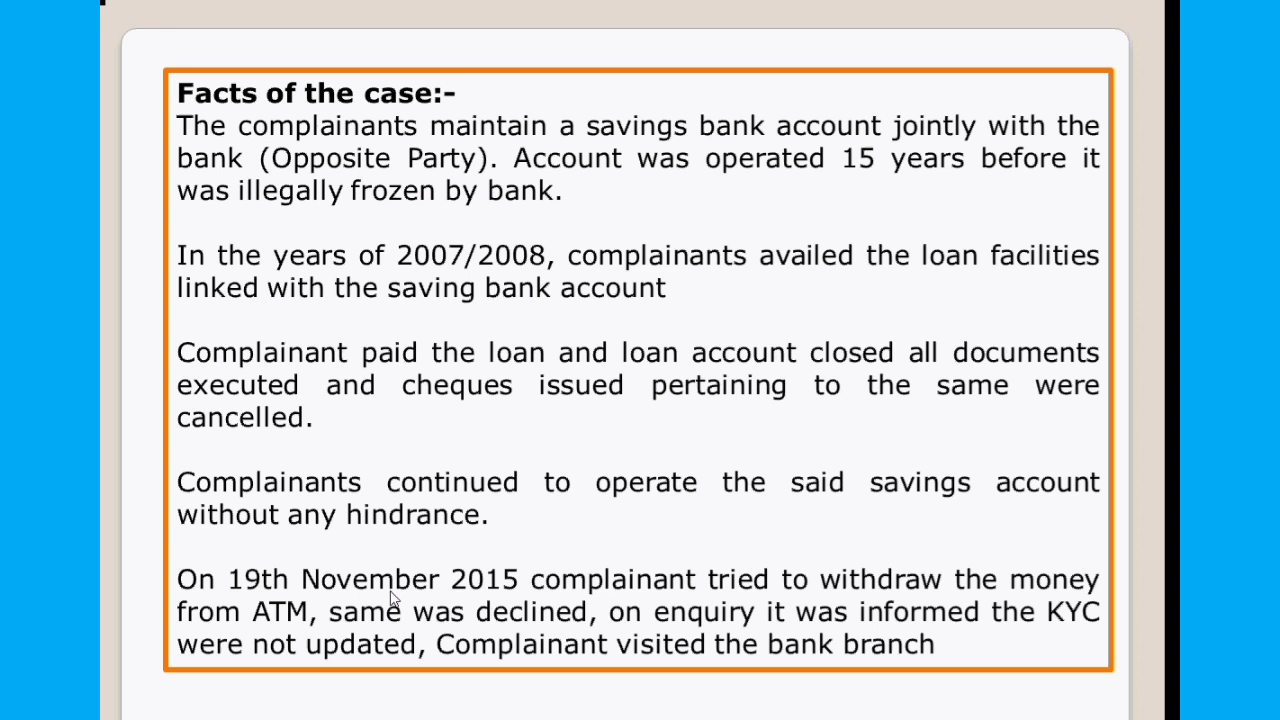 Facts of the case:-
The complainants maintain a savings bank account jointly with the
bank (Opposite Party). Account was operated 15 years before it
was illegally frozen by bank.
In the years of 2007/2008, complainants availed the loan facilities
linked with the saving bank account
Complainant paid the loan and loan account closed all documents
executed and cheques issued pertaining to the same were
cancelled.
Complainants continued to operate the said savings account
without any hindrance.
On 19th November 2015 complainant tried to withdraw the money
from ATM, same was declined, on enquiry it was informed the KYC
were not updated, Complainant visited the bank branch